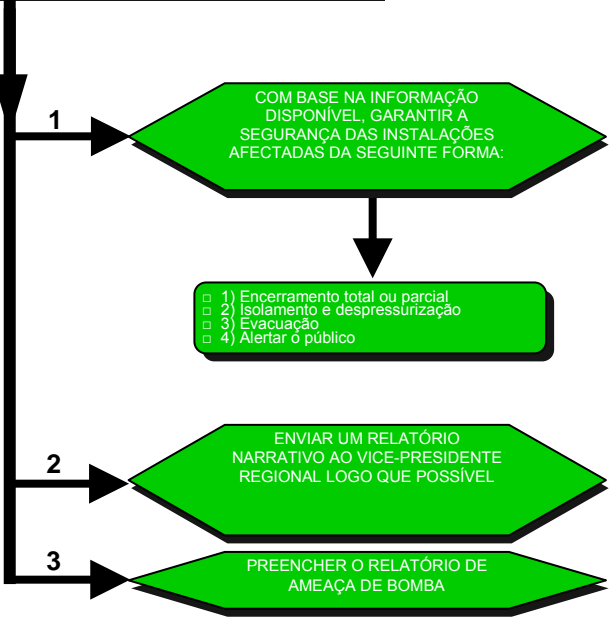 1
COM BASE NA INFORMAÇÃO
DISPONÍVEL, GARANTIR A
SEGURANÇA DAS INSTALAÇÕES
AFECTADAS DA SEGUINTE FORMA:
□ 1) Encerramento total ou parcial
□ 2) Isolamento e despressurização
□ 3) Evacuação
□ 4) Alertar o público
2
ENVIAR UM RELATÓRIO
NARRATIVO AO VICE-PRESIDENTE
REGIONAL LOGO QUE POSSÍVEL
3
PREENCHER O RELATÓRIO DE
AMEAÇA DE BOMBA